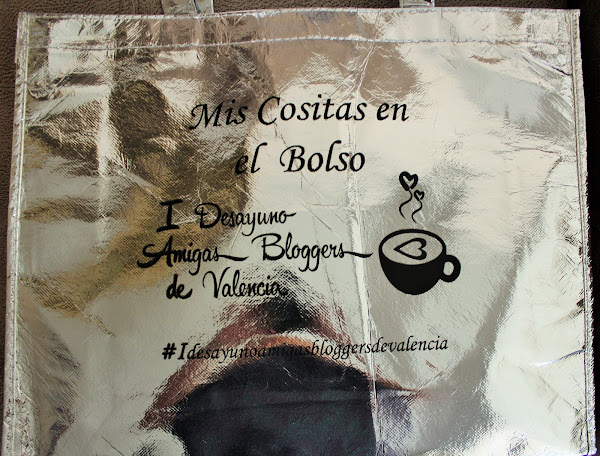 Mis Cositas en
el Bolso
I Desayuno
Amigas Bloggers
de Valencia
#Idesayunoamigasbloggersdevalencia